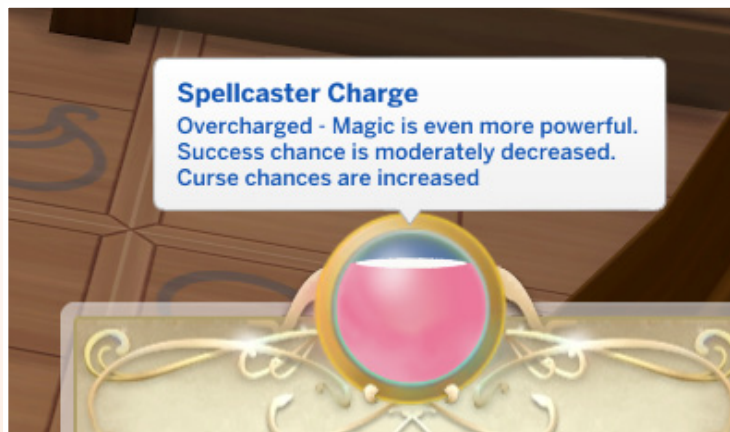 Spellcaster Charge
Overcharged - Magic is even more powerful.
Success chance is moderately decreased.
Curse chances are increased